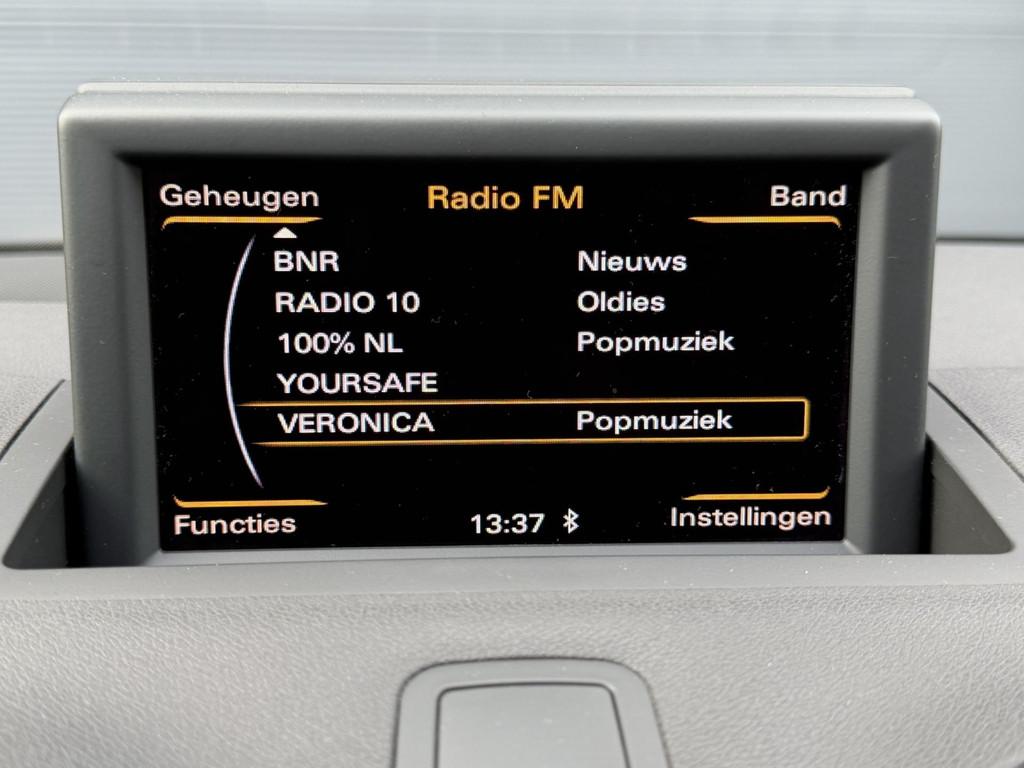 Geheugen Radio FM Band
BNR Nieuws
RADIO 10 Oldies
100% NL Popmuziek
YOURSAFE
VERONICA Popmuziek
Functies 13:37 Instellingen